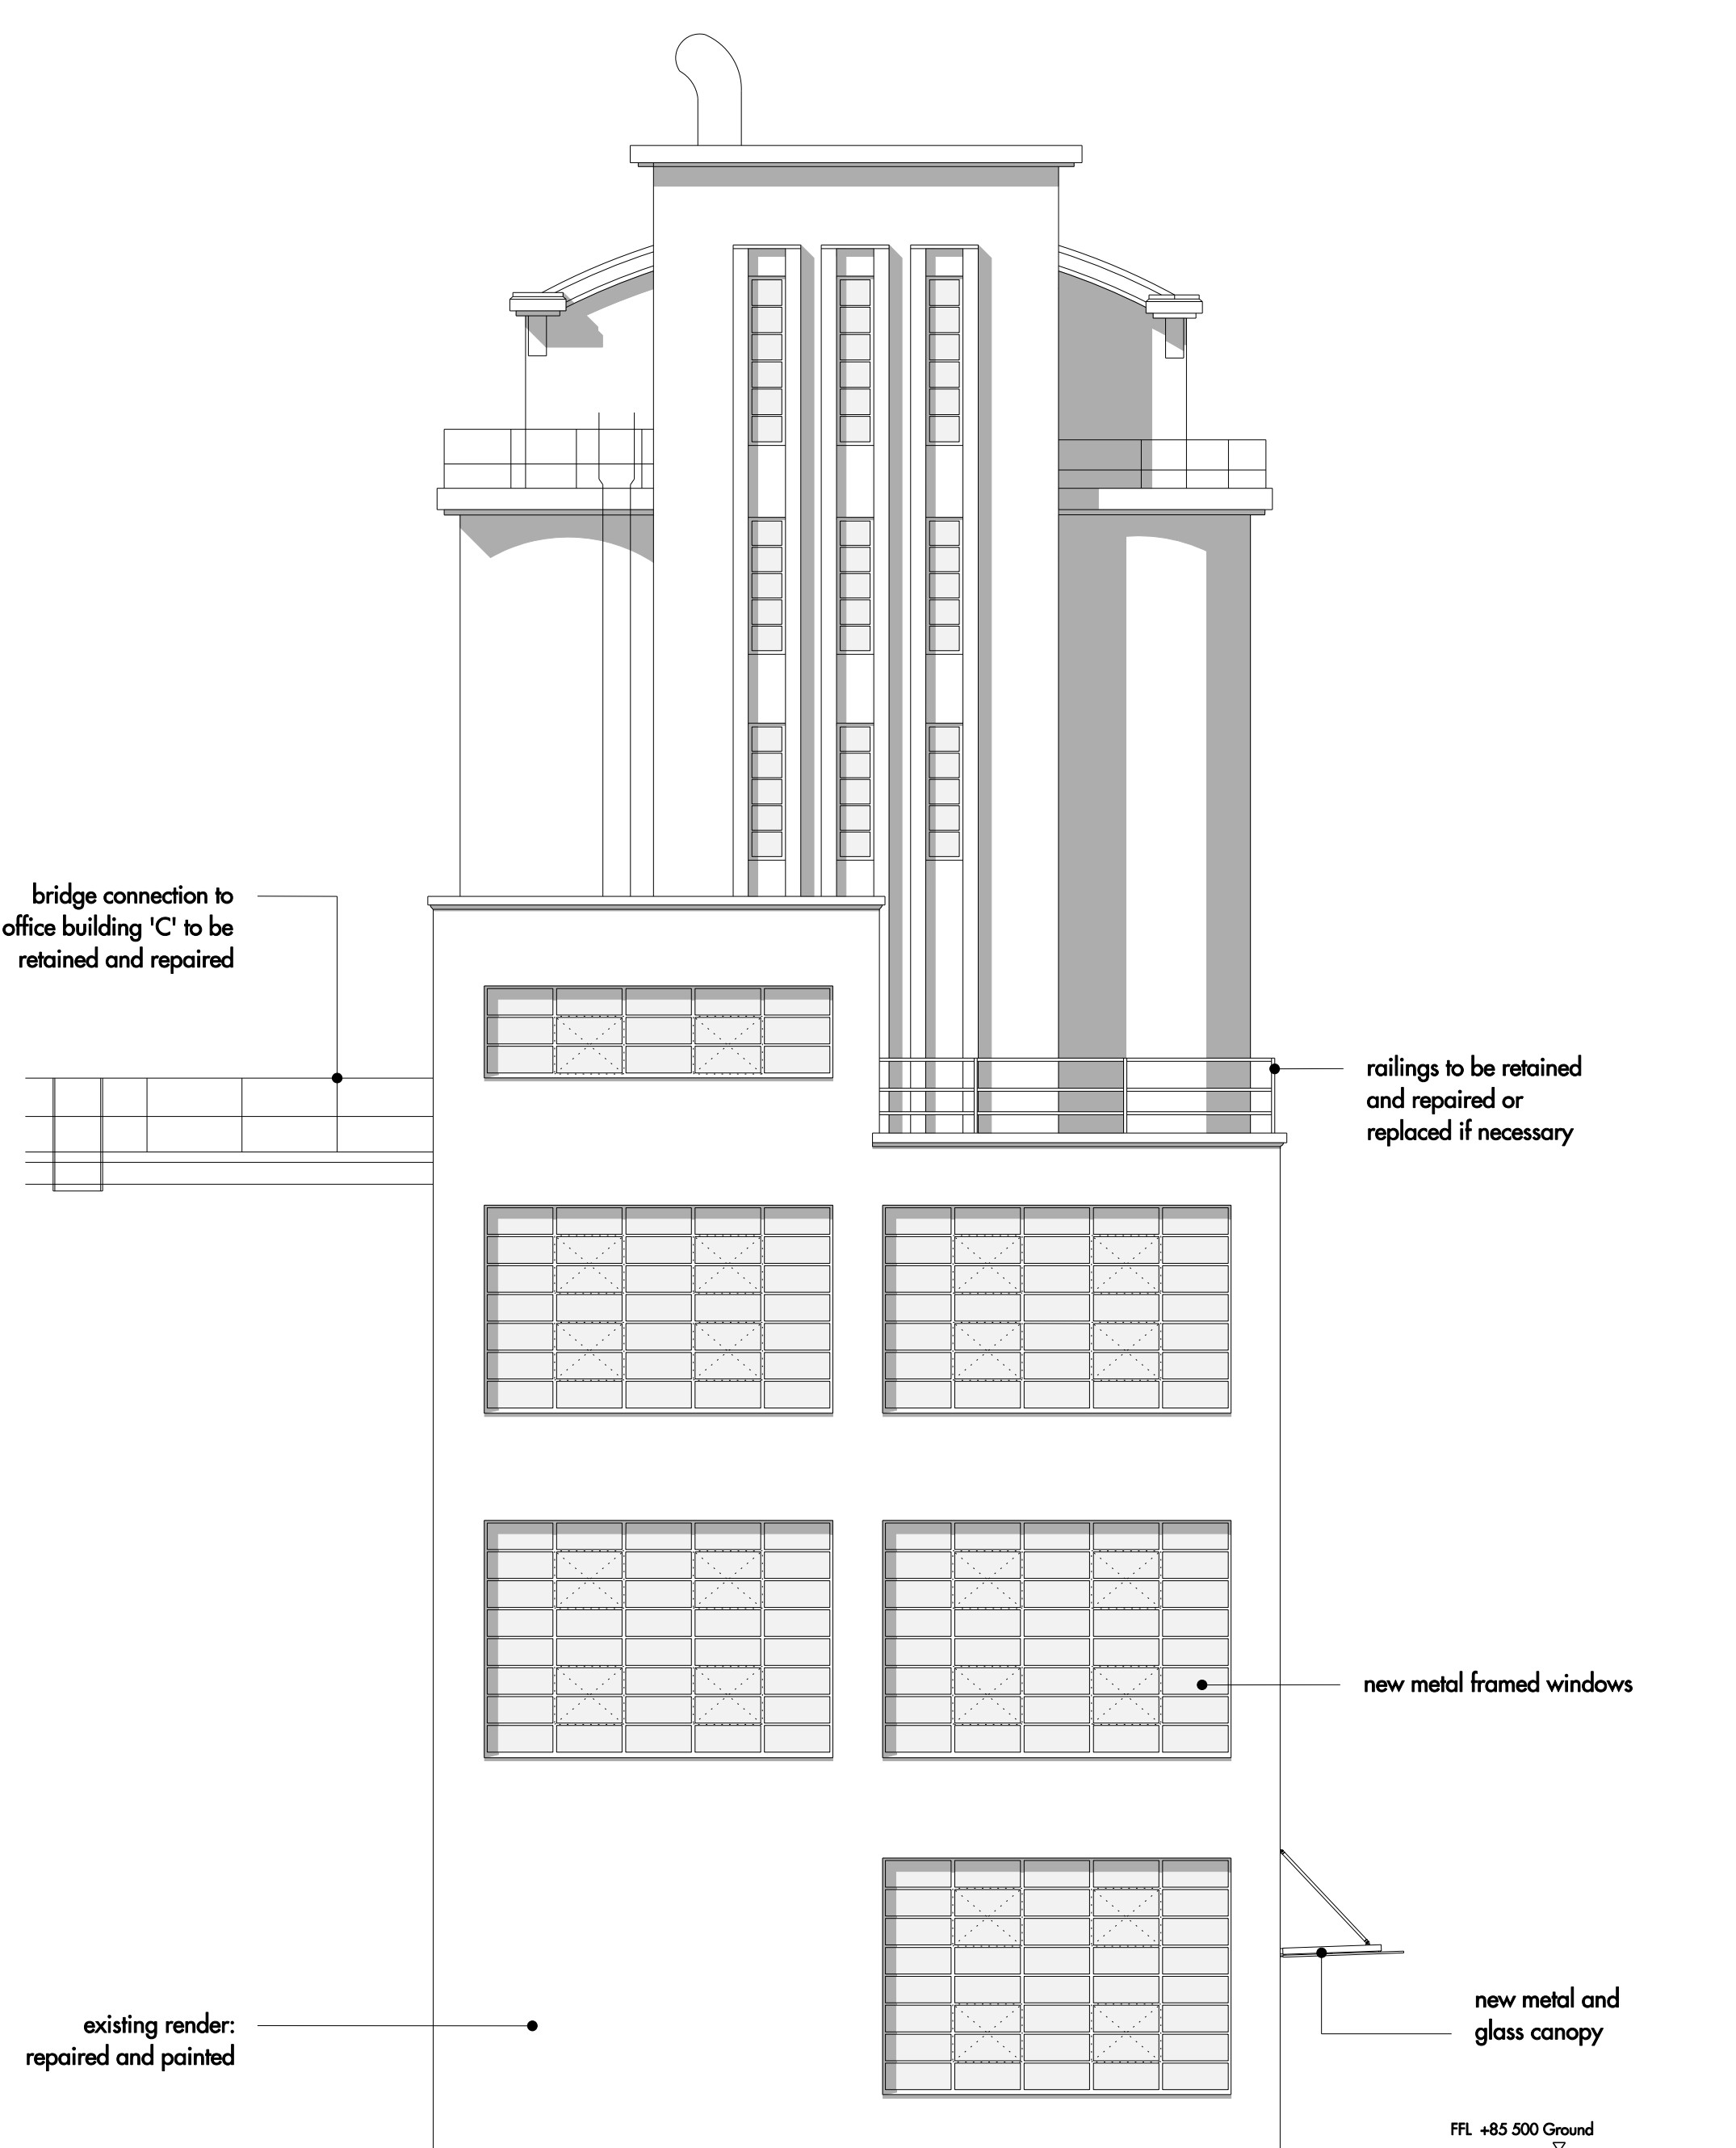 bridge connection to
office building 'C' to be
retained and repaired
railings to be retained
and repaired or
replaced if necessary
new metal framed windows
new metal and
glass canopy
existing render:
repaired and painted
FFL +85 500 Ground